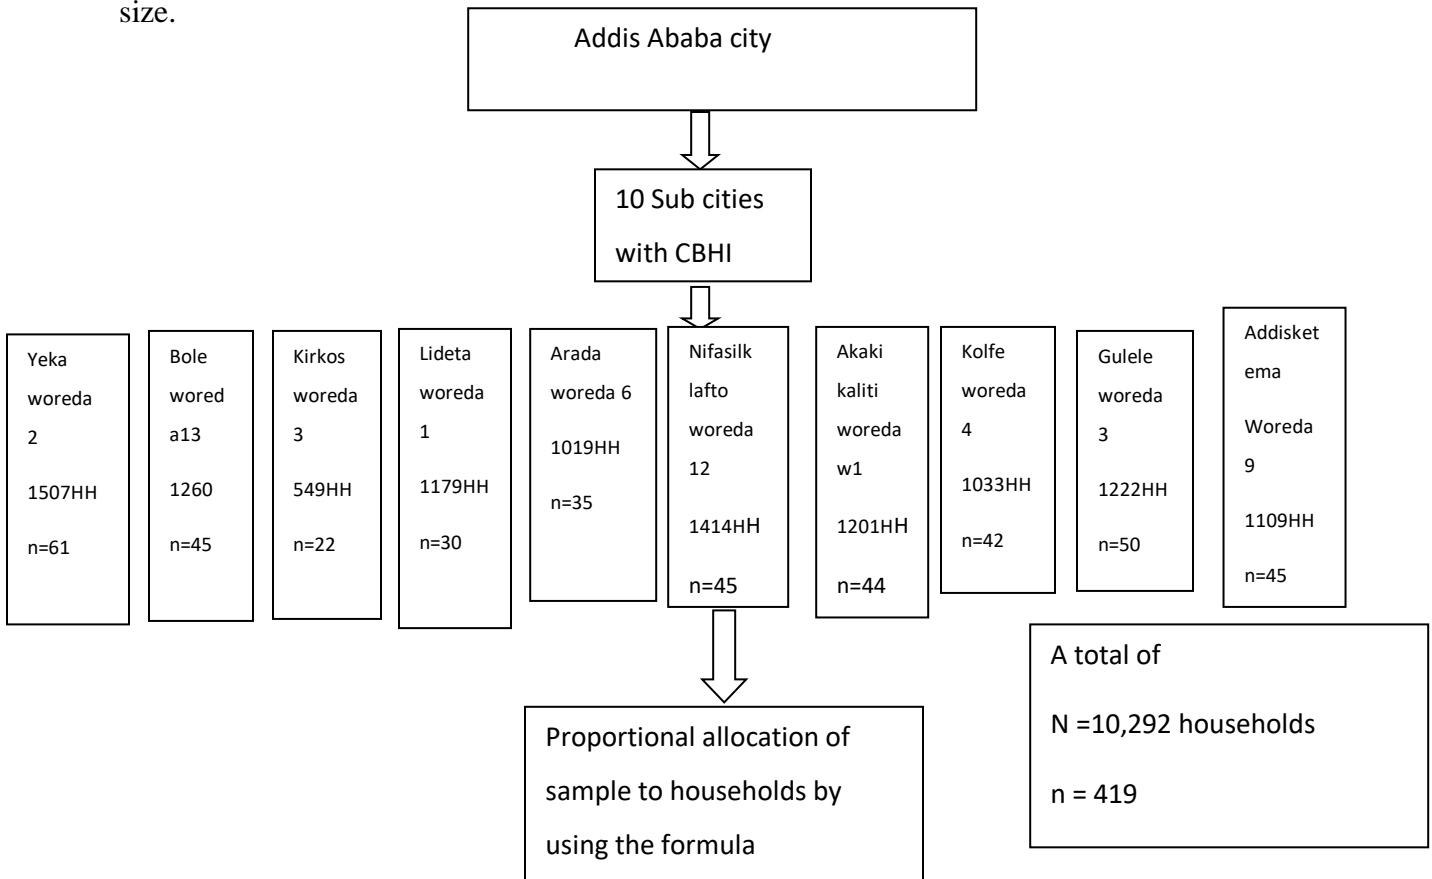 size.
Addis Ababa city
10 Sub cities
with CBHI
Yeka
woreda
2
1507HH
n=61
Bole
wored
a13
1260
n=45
Kirkos
woreda
3
549HH
n=22
Lideta
woreda
1
1179HH
n=30
Arada
woreda 6
1019HH
n=35
Nifasilk
lafto
woreda
12
1414HH
n=45
Akaki
kaliti
woreda
w1
1201HH
n=44
Kolfe
woreda
4
1033HH
n=42
Gulele
woreda
3
1222HH
n=50
Addisket
ema
Woreda
9
1109HH
n=45
A total of
N =10,292 households
n = 419
Proportional allocation of
sample to households by
using the formula